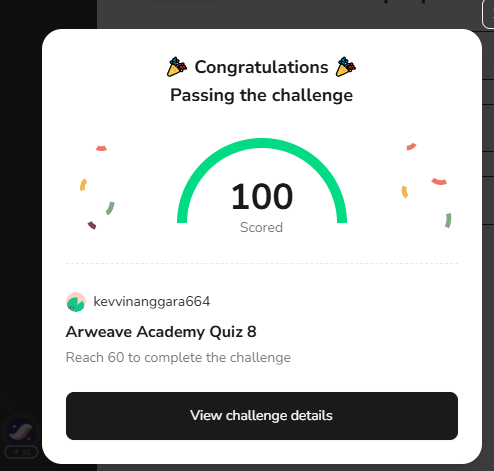 Congratulations
Passing the challenge
100
Scored
kevvinanggara664
Arweave Academy Quiz 8
Reach 60 to complete the challenge
View challenge details